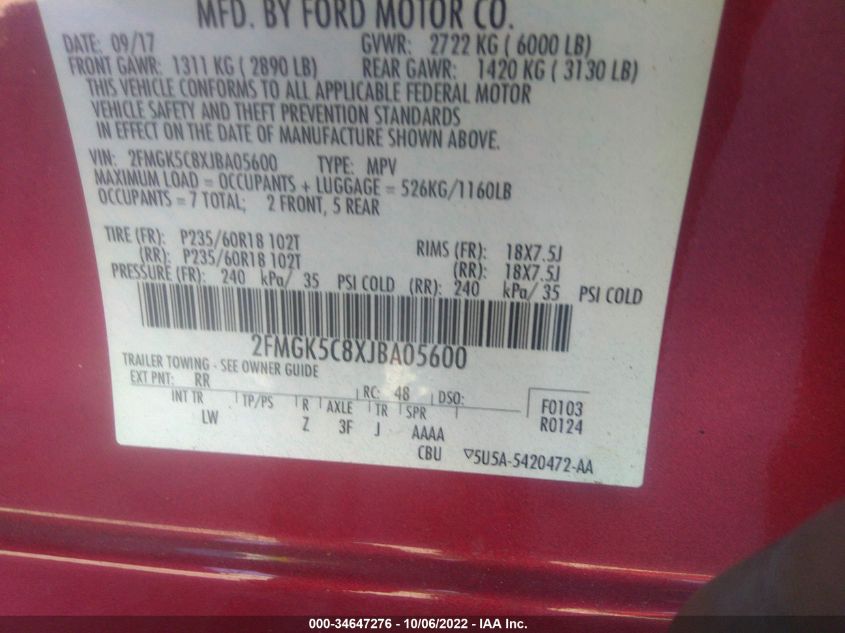 MFD. BY FORD MOTOR CO.
DATE: 09/17 GVWR: 2722 KG ( 6000 LB)
FRONT GAWR: 1311 KG ( 2890 LB) REAR GAWR: 1420 KG ( 3130 LB)
THIS VEHICLE CONFORMS TO ALL APPLICABLE FEDERAL MOTOR
VEHICLE SAFETY AND THEFT PREVENTION STANDARDS
IN EFFECT ON THE DATE OF MANUFACTURE SHOWN ABOVE.
VIN: 2FMGK5C8XJBA05600 TYPE: MPV
MAXIMUM LOAD = OCCUPANTS + LUGGAGE = 526KG/1160LB
OCCUPANTS = 7 TOTAL; 2 FRONT, 5 REAR
TIRE (FR): P235/60R18 102T RIMS (FR): 18X7.5J
(RR): P235/60R18 102T (RR): 18X7.5J
PRESSURE (FR): 240 kPa/ 35 PSI COLD (RR): 240 kPa/ 35 PSI COLD
2FMGK5C8XJBA05600
TRAILER TOWING - SEE OWNER GUIDE
EXT PNT: RR RC: 48 DSO:
INT TR TP/PS R AXLE TR SPR
LW Z 3F J AAAA
F0103
R0124
CBU ▽5U5A-5420472-AA
000-34647276 - 10/06/2022 - IAA Inc.